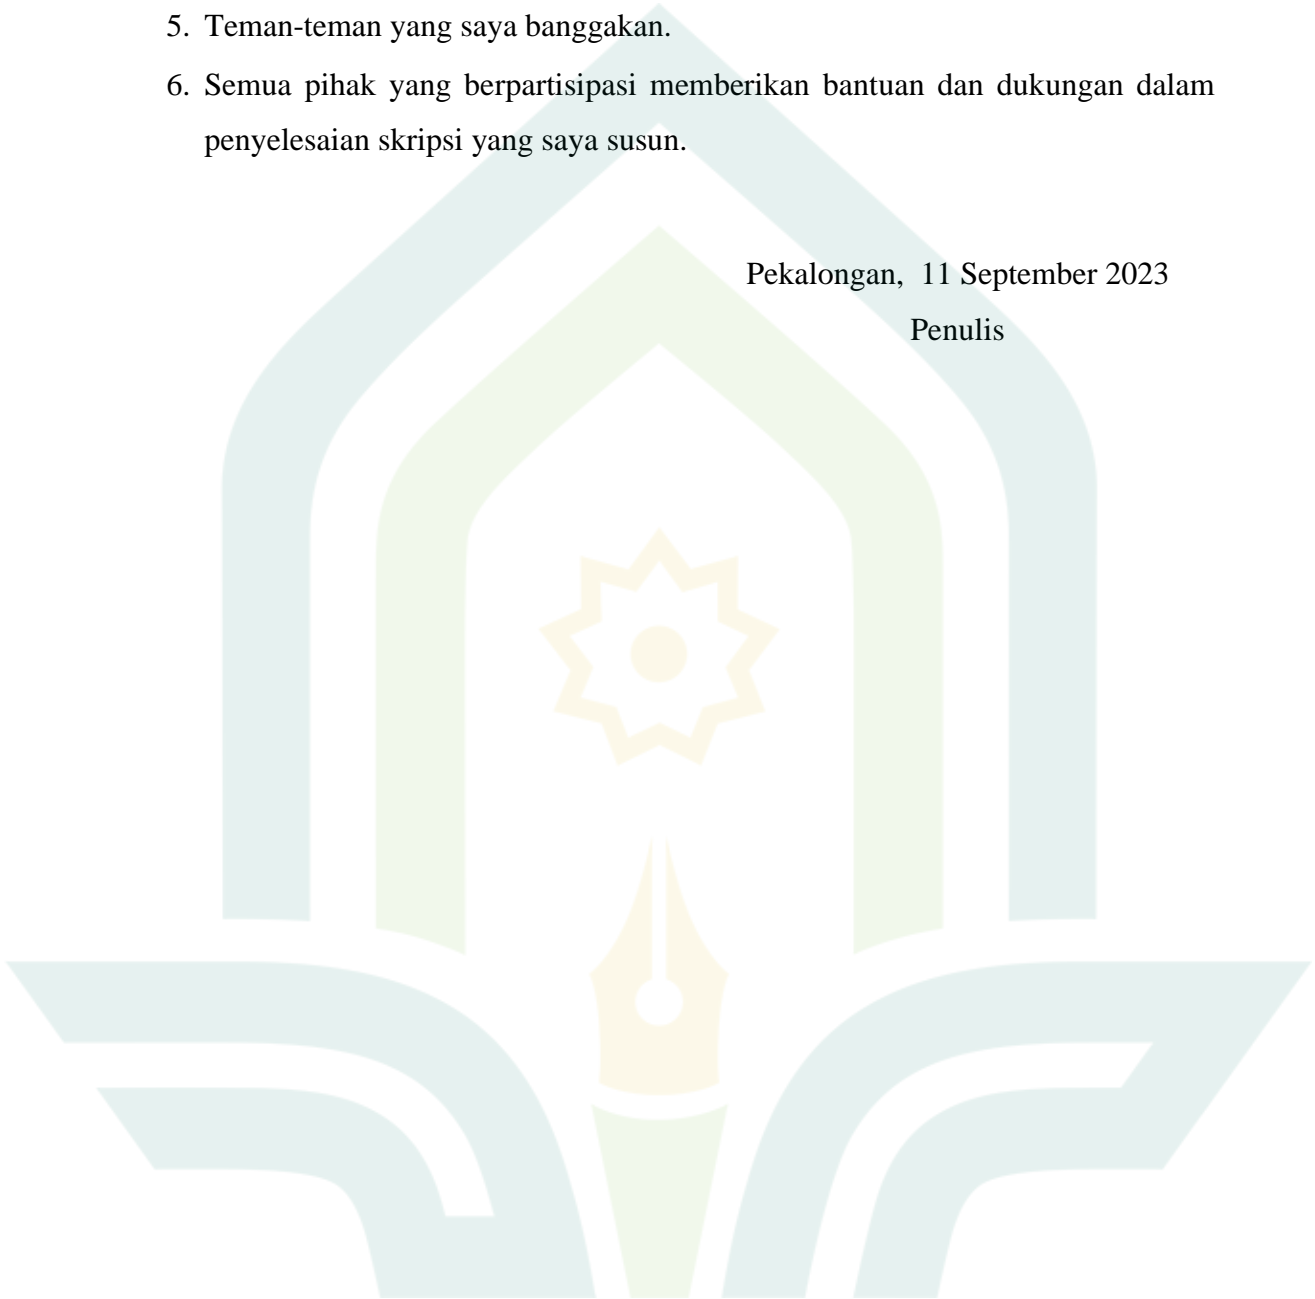 5. Teman-teman yang saya banggakan.
6. Semua pihak yang berpartisipasi memberikan bantuan dan dukungan dalam
penyelesaian skripsi yang saya susun.
Pekalongan,  11 September 2023
Penulis